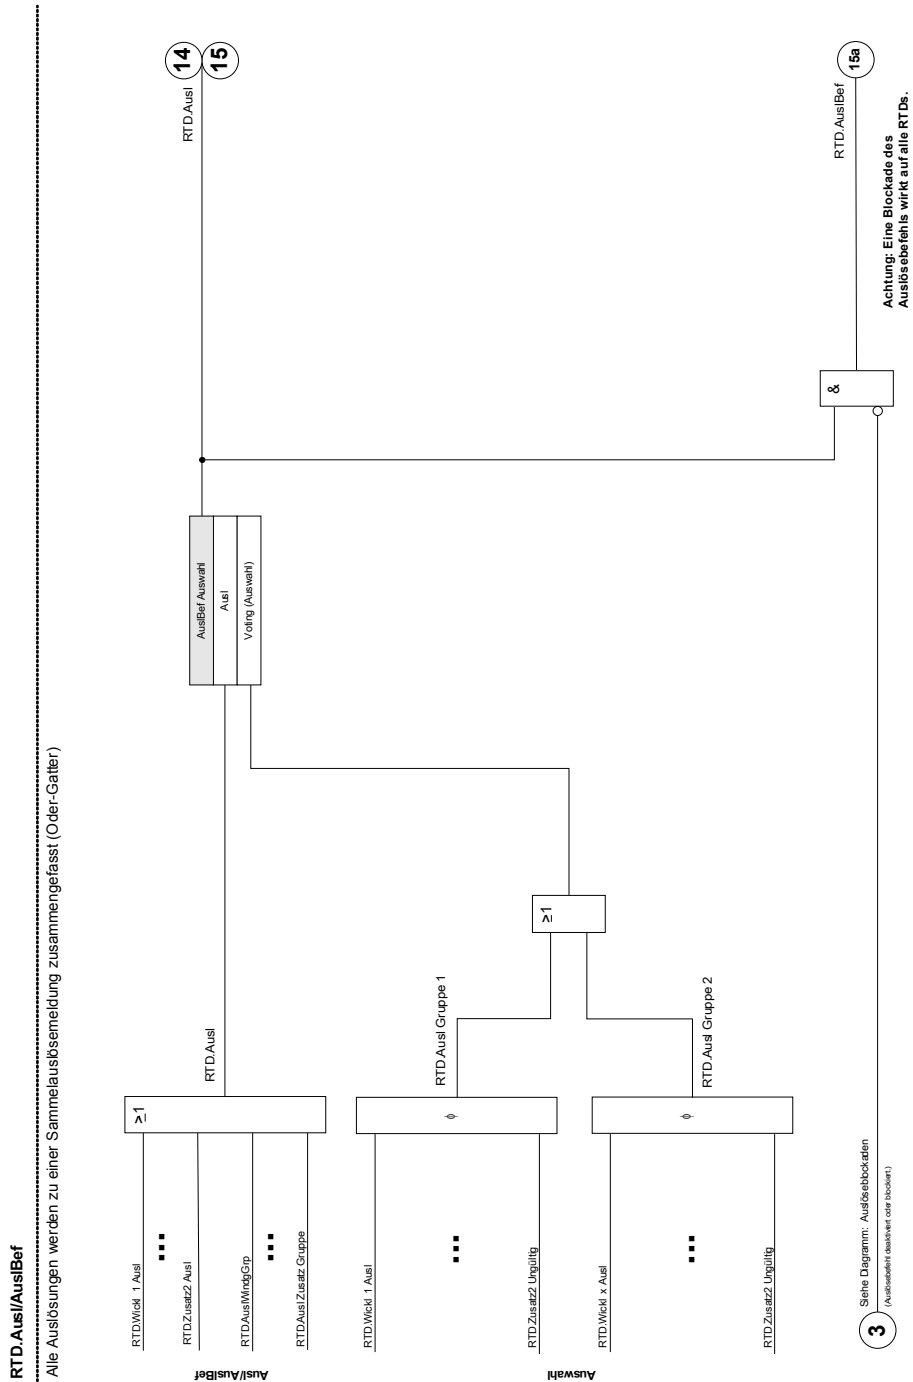 RTD.Ausl/AuslBef
Alle Auslösungen werden zu einer Sammelauslösemeldung zusammengefasst (Oder-Gatter)
Ausl/AuslBef
RTD.Wickl 1 Ausl
RTD.Zusatz2 Ausl
RTD.AuslWndgGrp
RTD.AuslZusatz Gruppe
≥1
RTD.Ausl
AuslBef Auswahl
Ausl
Voting (Auswahl)
RTD.Ausl
14
15
Auswahl
RTD.Wickl 1 Ausl
RTD.Zusatz2 Ungültig
ϕ
RTD.Ausl Gruppe 1
RTD.Wickl x Ausl
RTD.Zusatz2 Ungültig
ϕ
RTD.Ausl Gruppe 2
≥1
3
Siehe Diagramm: Auslöseblockaden
(Auslösebefehl deaktiviert oder blockiert.)
&
RTD.AuslBef
15a
Achtung: Eine Blockade des
Auslösebefehls wirkt auf alle RTDs.